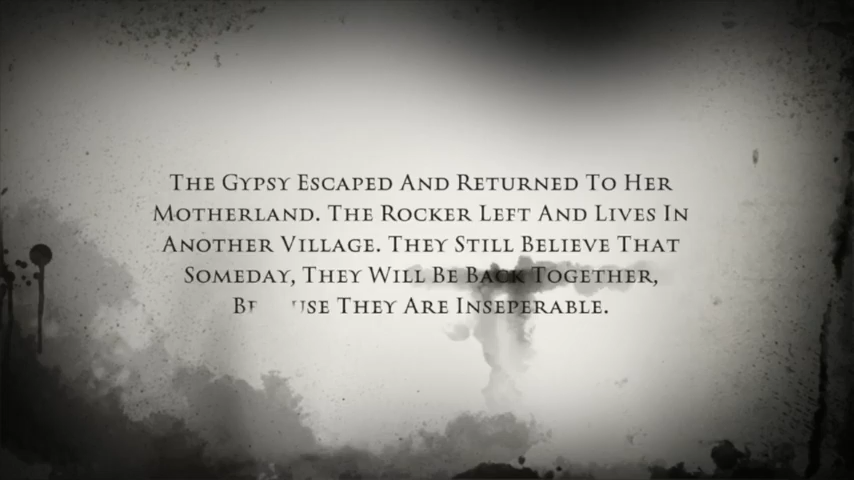 The Gypsy Escaped And Returned To Her
Motherland. The Rocker Left And Lives In
Another Village. They Still Believe That
Someday, They Will Be Back Together,
They Are Inseperable.